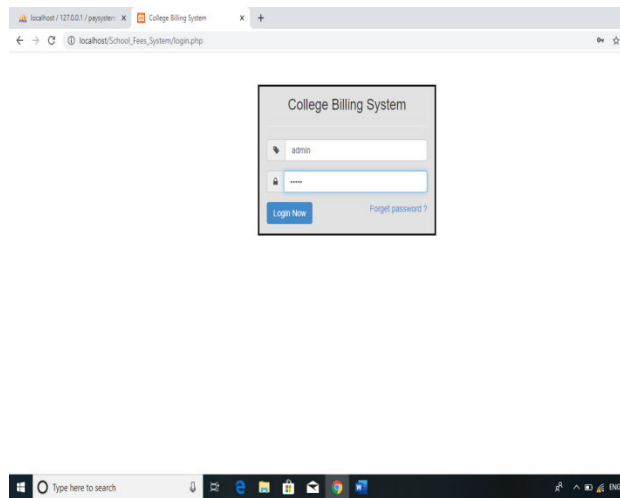 localhost / 127.0.0.1 / paysystem
College Billing System
localhost/School_Fees_System/login.php
College Billing System
admin
•••••
Login Now
Forget password ?
Type here to search
ENG